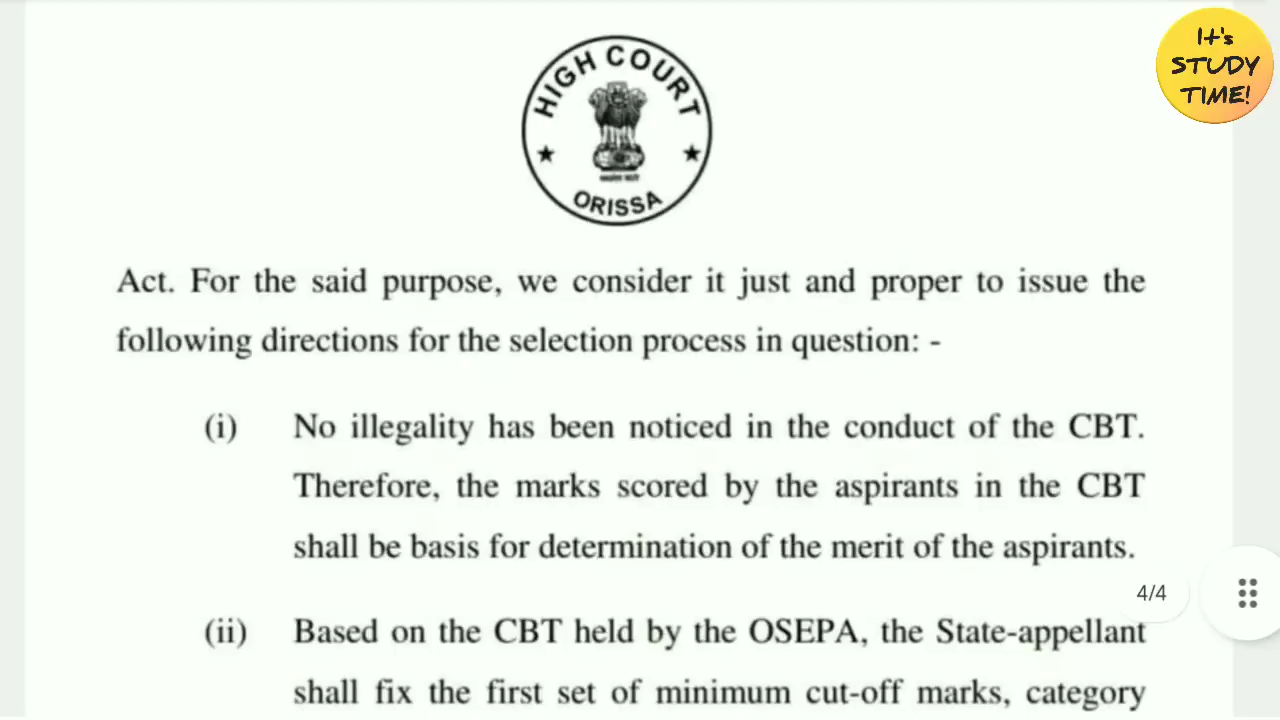 HIGH COURT
ORISSA
It's
STUDY
TIME!
Act. For the said purpose, we consider it just and proper to issue the
following directions for the selection process in question: -
(i) No illegality has been noticed in the conduct of the CBT.
Therefore, the marks scored by the aspirants in the CBT
shall be basis for determination of the merit of the aspirants.
4/4
(ii) Based on the CBT held by the OSEPA, the State-appellant
shall fix the first set of minimum cut-off marks, category